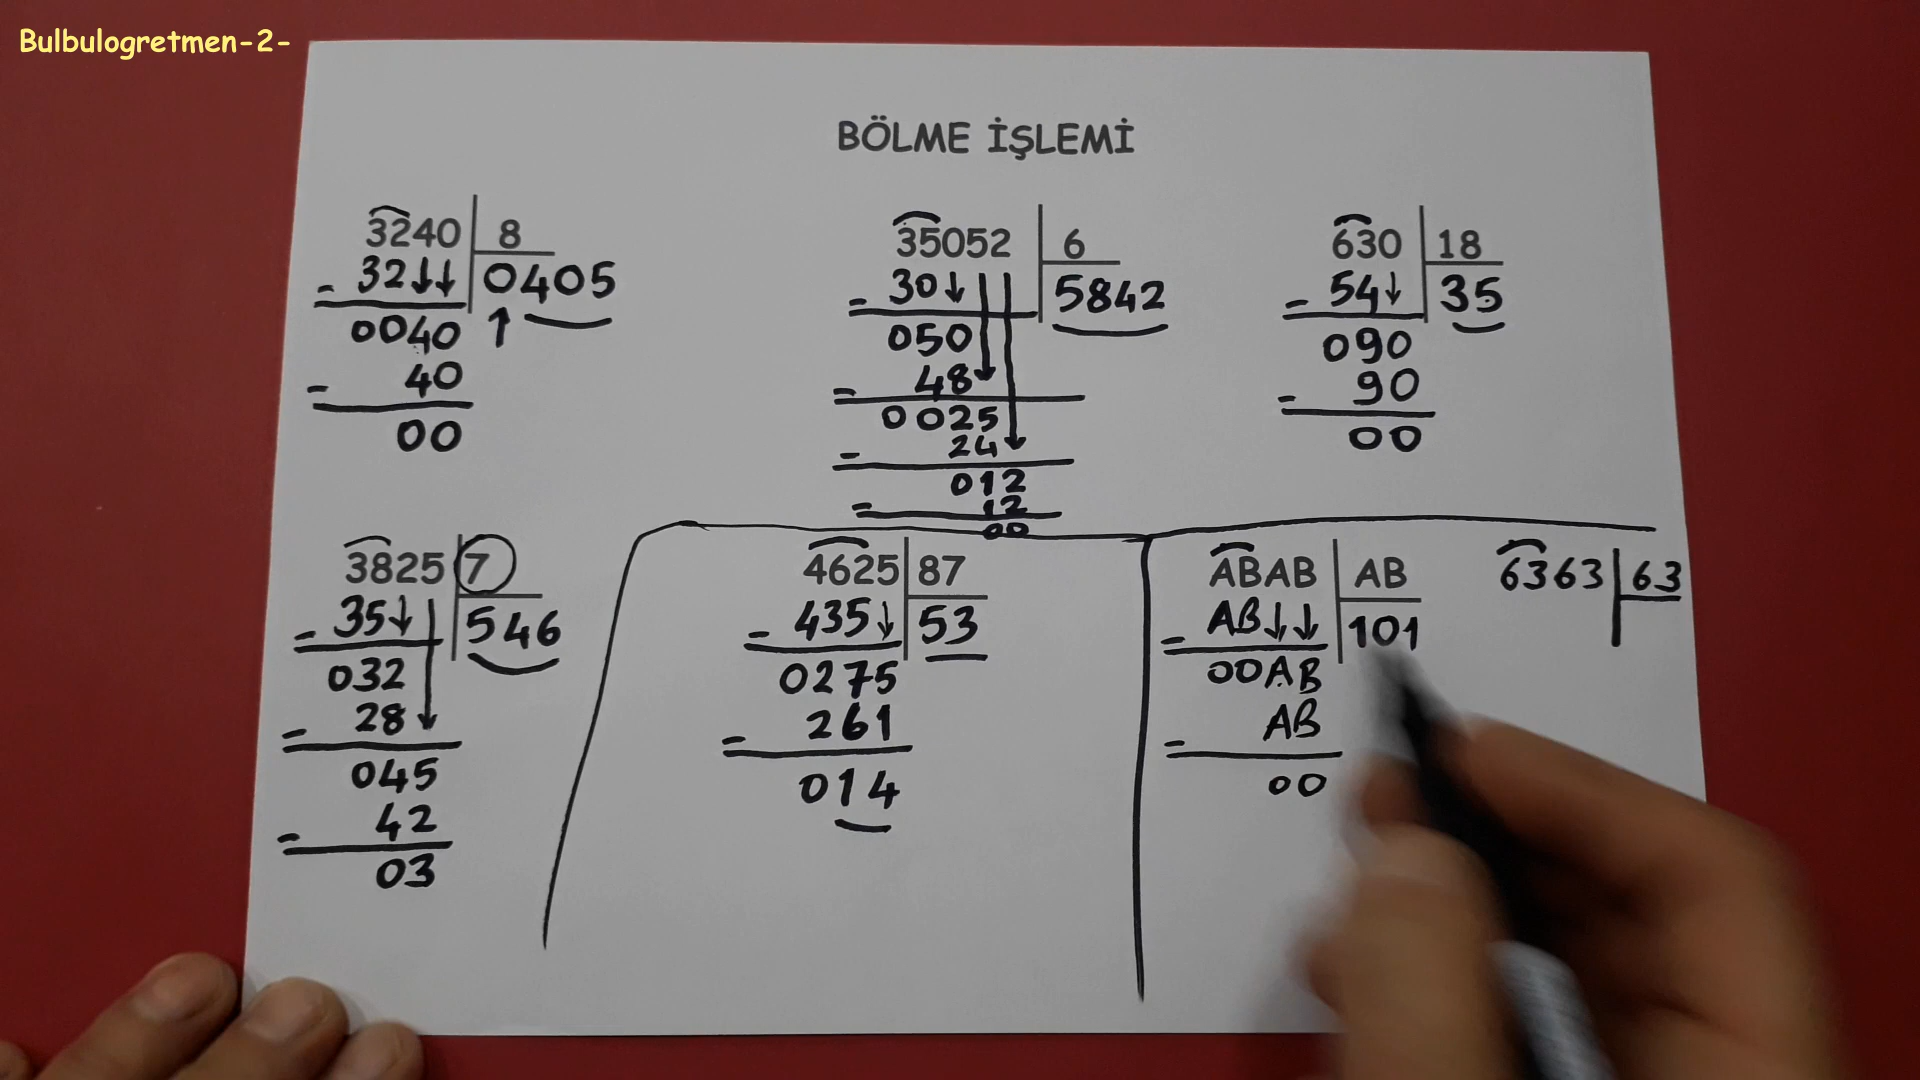 Bulbulogretmen-2-
BÖLME İŞLEMİ
3240 8
- 32↓↓ 0405
0040 ↑
- 40
00
35052 6
- 30↓ 5842
050
- 48
0025
- 24
012
- 12
00
630 18
- 54↓ 35
090
- 90
00
3825 7
- 35↓ 546
032
- 28
045
- 42
03
4625 87
- 435↓ 53
0275
- 261
014
ABAB AB
- AB↓↓ 101
00AB
- AB
00
6363 63